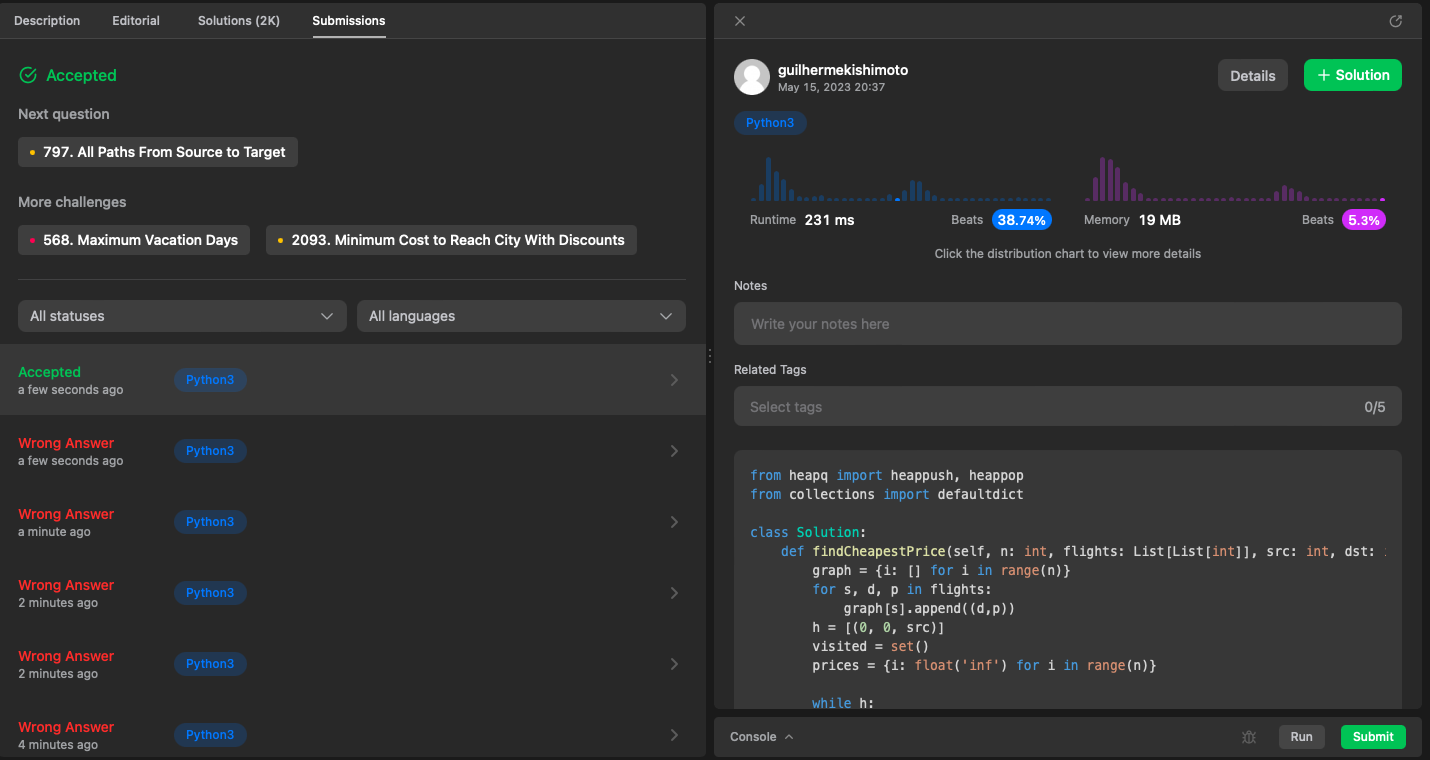 Description Editorial Solutions (2K) Submissions
Accepted
Next question
797. All Paths From Source to Target
More challenges
568. Maximum Vacation Days 2093. Minimum Cost to Reach City With Discounts
All statuses All languages
Accepted Python3
a few seconds ago
Wrong Answer Python3
a few seconds ago
Wrong Answer Python3
a minute ago
Wrong Answer Python3
2 minutes ago
Wrong Answer Python3
2 minutes ago
Wrong Answer Python3
4 minutes ago
guilhermekishimoto
May 15, 2023 20:37
Details + Solution
Python3
Runtime 231 ms Beats 38.74% Memory 19 MB Beats 5.3%
Click the distribution chart to view more details
Notes
Write your notes here
Related Tags
Select tags 0/5
from heapq import heappush, heappop
from collections import defaultdict
class Solution:
def findCheapestPrice(self, n: int, flights: List[List[int]], src: int, dst:
graph = {i: [] for i in range(n)}
for s, d, p in flights:
graph[s].append((d,p))
h = [(0, 0, src)]
visited = set()
prices = {i: float('inf') for i in range(n)}
while h:
Console Run Submit